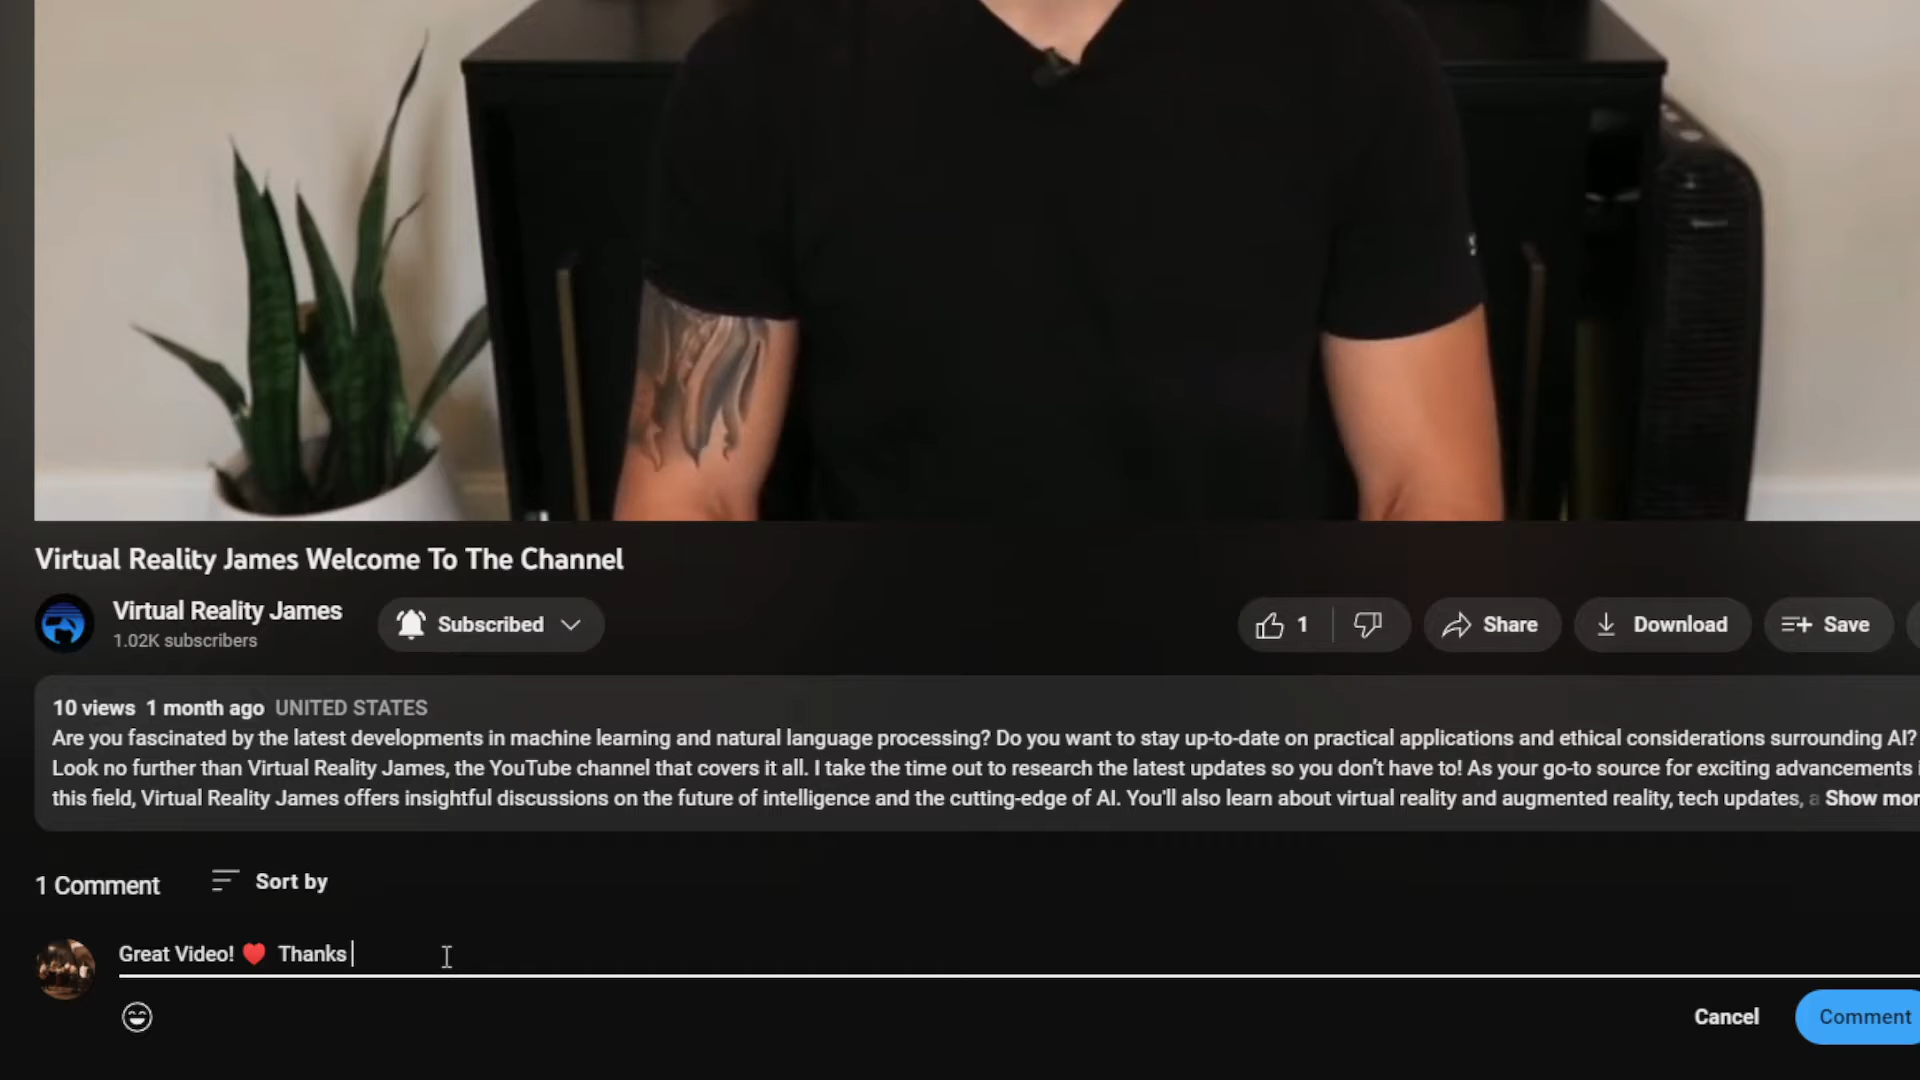 Virtual Reality James Welcome To The Channel
Virtual Reality James
1.02K subscribers
Subscribed
1
Share
Download
Save
10 views 1 month ago UNITED STATES
Are you fascinated by the latest developments in machine learning and natural language processing? Do you want to stay up-to-date on practical applications and ethical considerations surrounding AI?
Look no further than Virtual Reality James, the YouTube channel that covers it all. I take the time out to research the latest updates so you don't have to! As your go-to source for exciting advancements
this field, Virtual Reality James offers insightful discussions on the future of intelligence and the cutting-edge of AI. You'll also learn about virtual reality and augmented reality, tech updates, a Show mor
1 Comment
Sort by
Great Video! ♥️ Thanks
Cancel
Comment